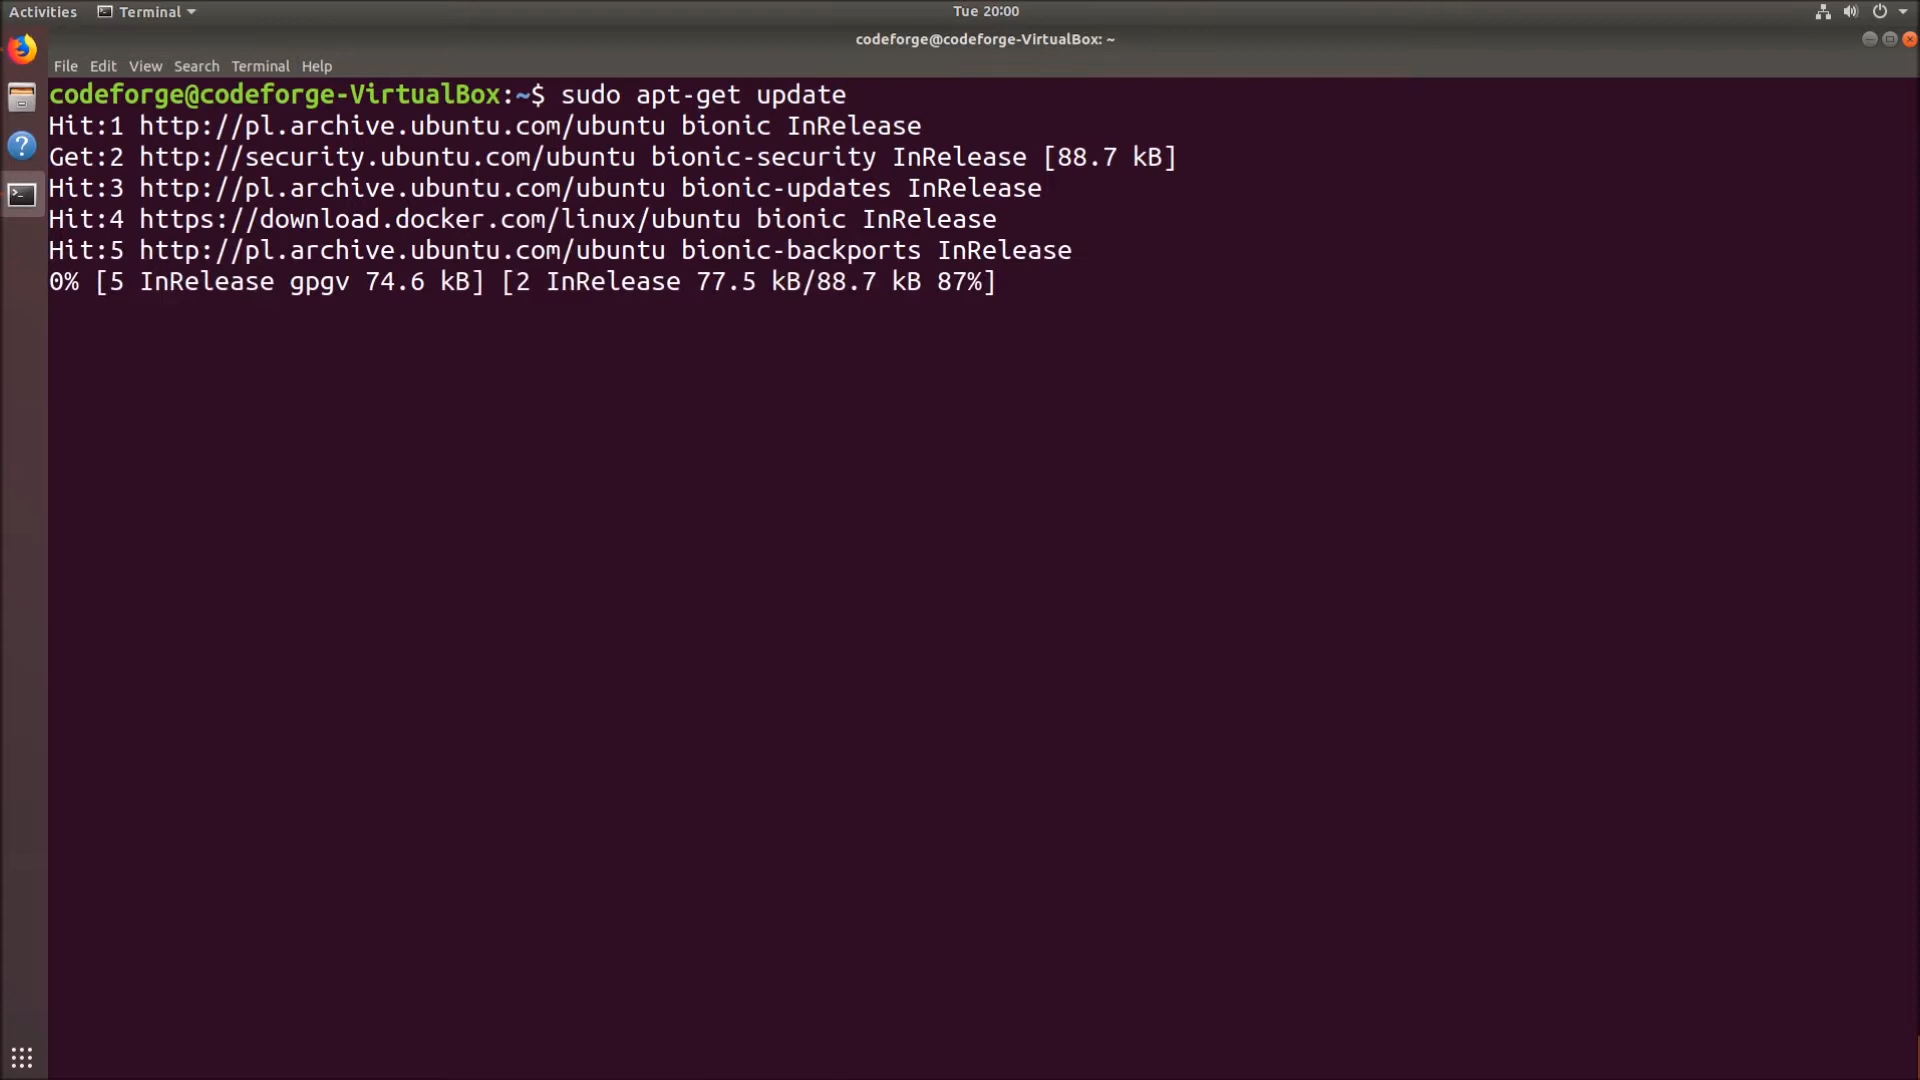 Activities Terminal Tue 20:00
codeforge@codeforge-VirtualBox: ~
File Edit View Search Terminal Help
codeforge@codeforge-VirtualBox:~$ sudo apt-get update
Hit:1 http://pl.archive.ubuntu.com/ubuntu bionic InRelease
Get:2 http://security.ubuntu.com/ubuntu bionic-security InRelease [88.7 kB]
Hit:3 http://pl.archive.ubuntu.com/ubuntu bionic-updates InRelease
Hit:4 https://download.docker.com/linux/ubuntu bionic InRelease
Hit:5 http://pl.archive.ubuntu.com/ubuntu bionic-backports InRelease
0% [5 InRelease gpgv 74.6 kB] [2 InRelease 77.5 kB/88.7 kB 87%]